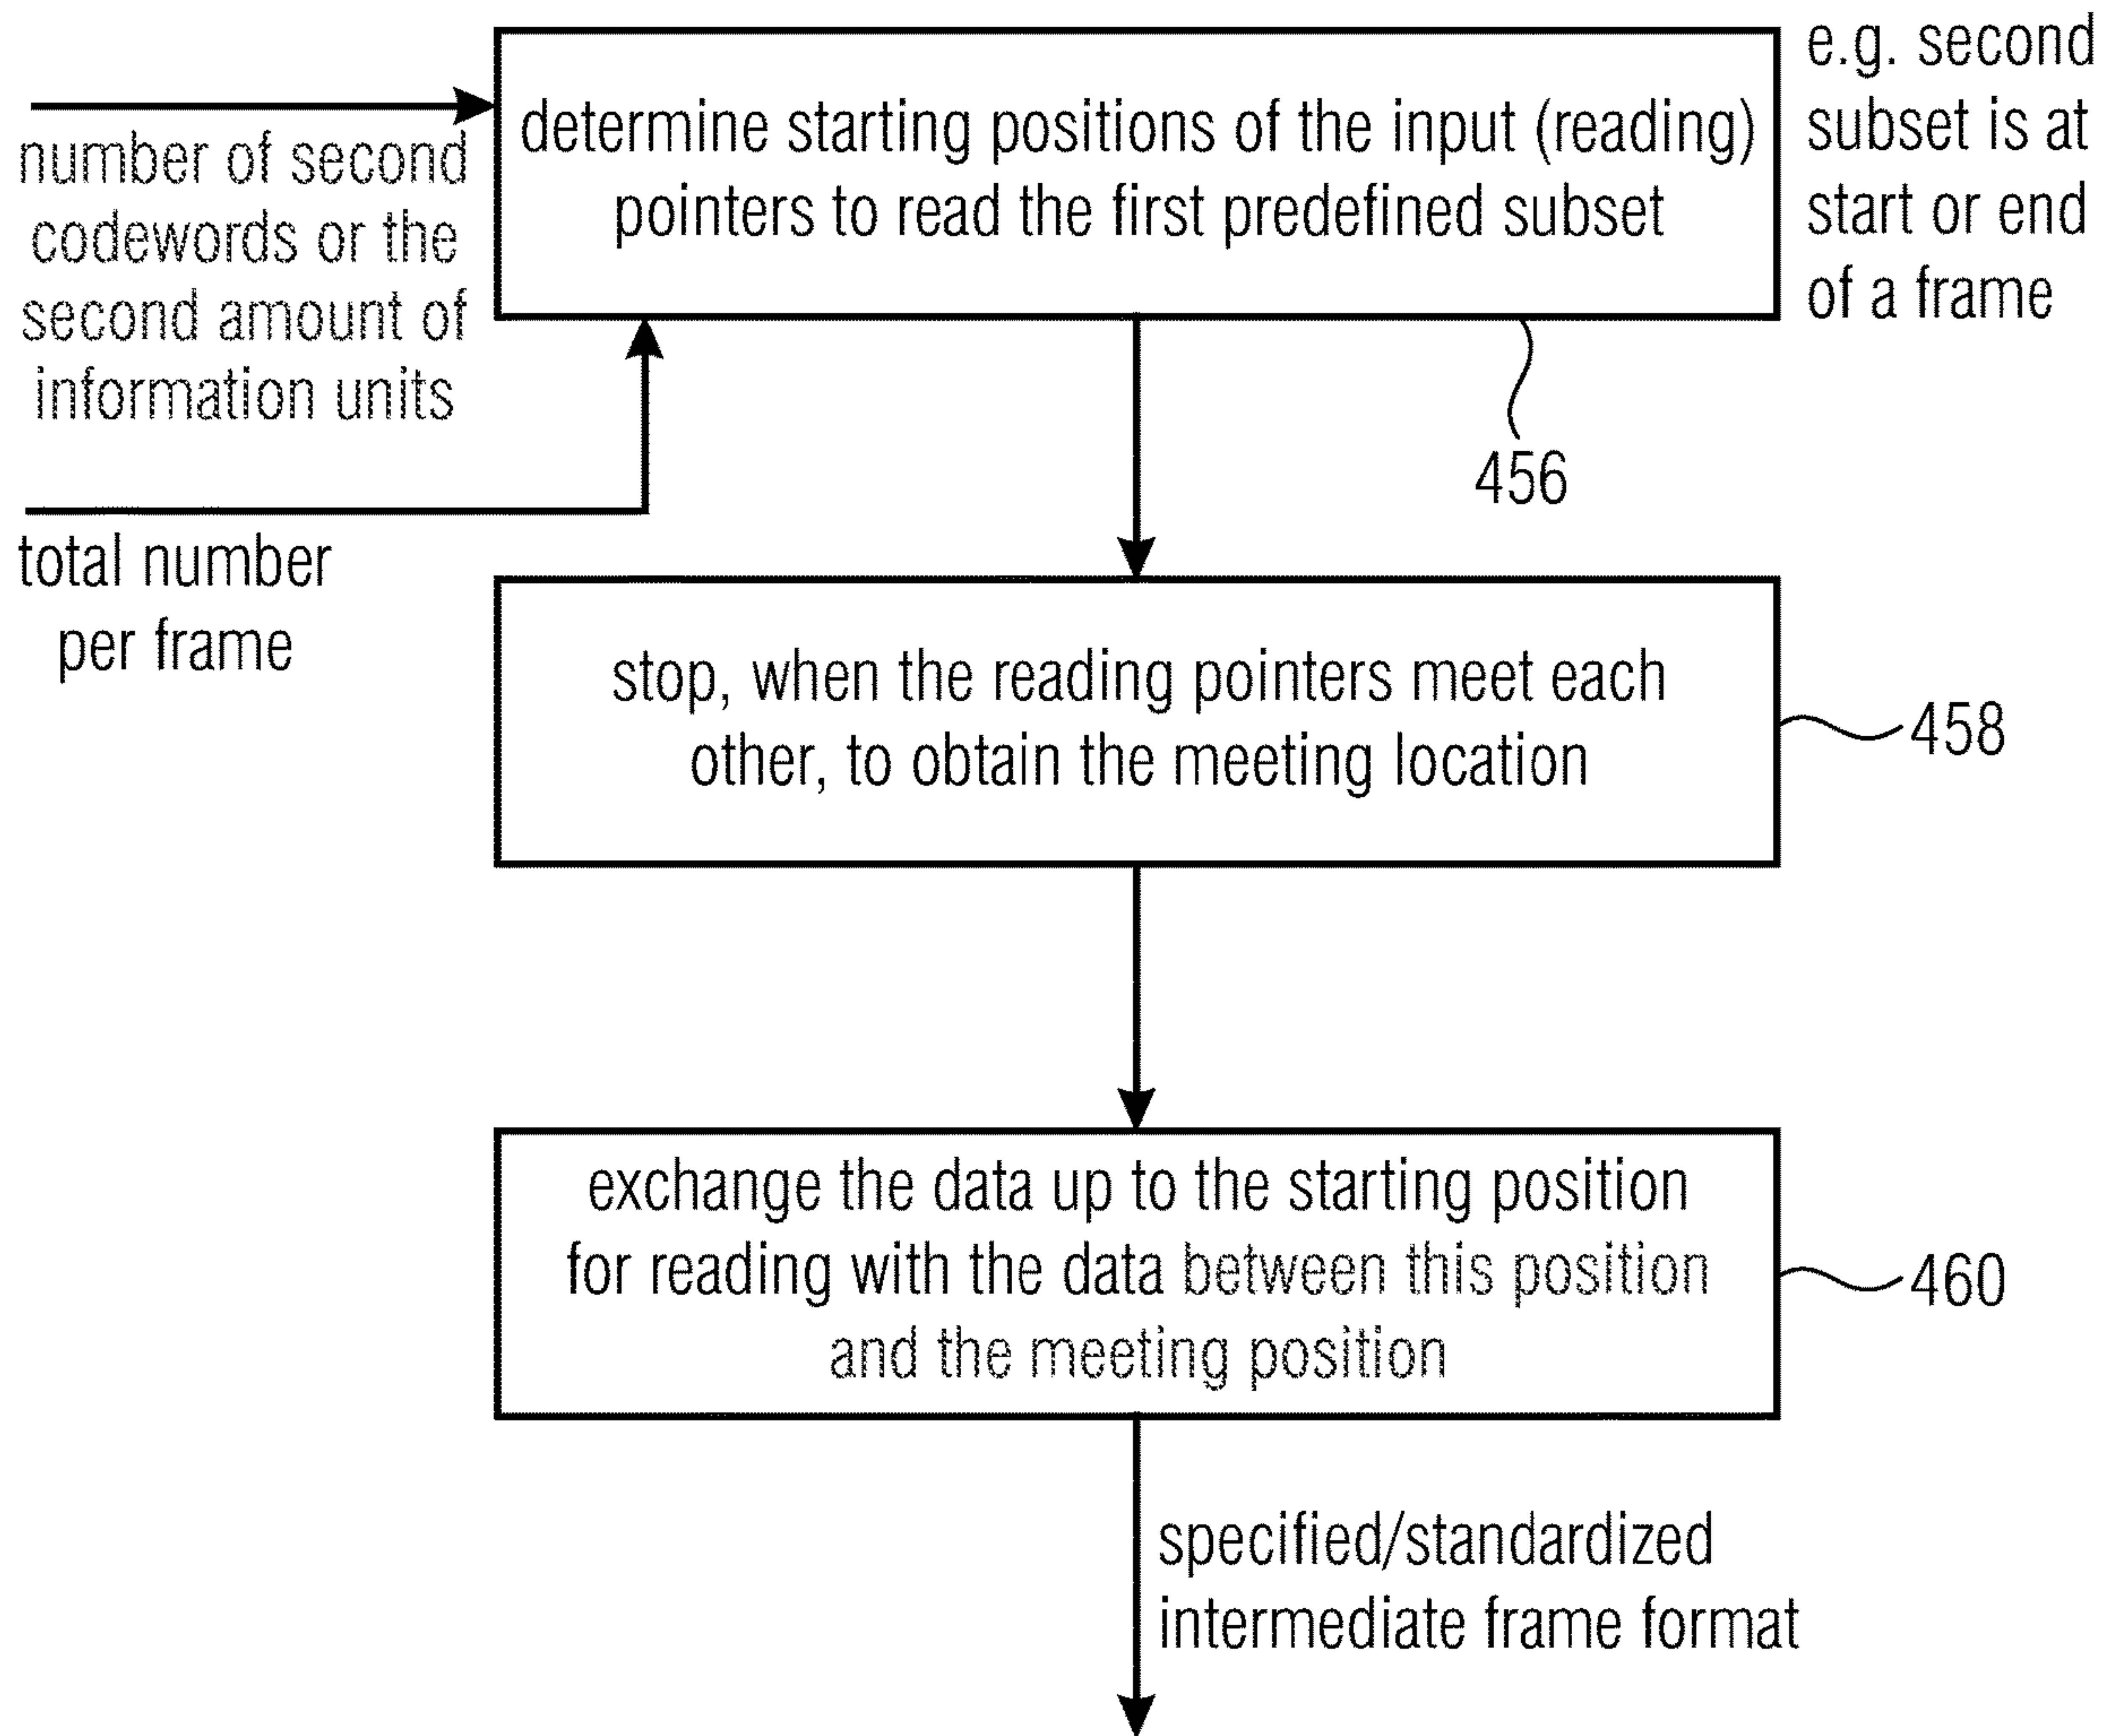 number of second
codewords or the
second amount of
information units
total number
per frame
determine starting positions of the input (reading)
pointers to read the first predefined subset
e.g. second
subset is at
start or end
of a frame
456
stop, when the reading pointers meet each
other, to obtain the meeting location
458
exchange the data up to the starting position
for reading with the data between this position
and the meeting position
460
specified/standardized
intermediate frame format